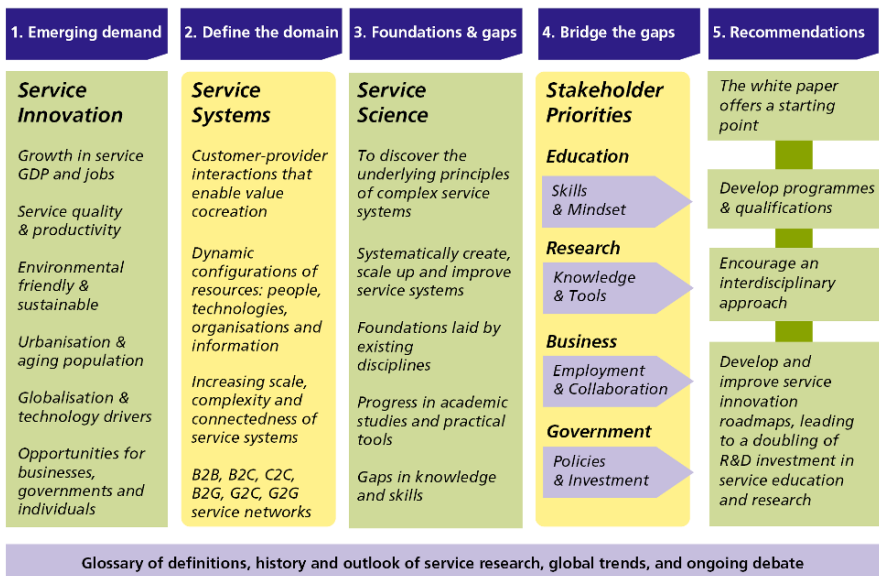 1. Emerging demand
2. Define the domain
3. Foundations & gaps
4. Bridge the gaps
5. Recommendations
Service
Innovation
Growth in service
GDP and jobs
Service quality
& productivity
Environmental
friendly &
sustainable
Urbanisation &
aging population
Globalisation &
technology drivers
Opportunities for
businesses,
governments and
individuals
Service
Systems
Customer-provider
interactions that
enable value
cocreation
Dynamic
configurations of
resources: people,
technologies,
organisations and
information
Increasing scale,
complexity and
connectedness of
service systems
B2B, B2C, C2C,
B2G, G2C, G2G
service networks
Service
Science
To discover the
underlying principles
of complex service
systems
Systematically create,
scale up and improve
service systems
Foundations laid by
existing
disciplines
Progress in academic
studies and practical
tools
Gaps in knowledge
and skills
Stakeholder
Priorities
Education
Skills
& Mindset
Research
Knowledge
& Tools
Business
Employment
& Collaboration
Government
Policies
& Investment
The white paper
offers a starting
point
Develop programmes
& qualifications
Encourage an
interdisciplinary
approach
Develop and
improve service
innovation
roadmaps, leading
to a doubling of
R&D investment in
service education
and research
Glossary of definitions, history and outlook of service research, global trends, and ongoing debate